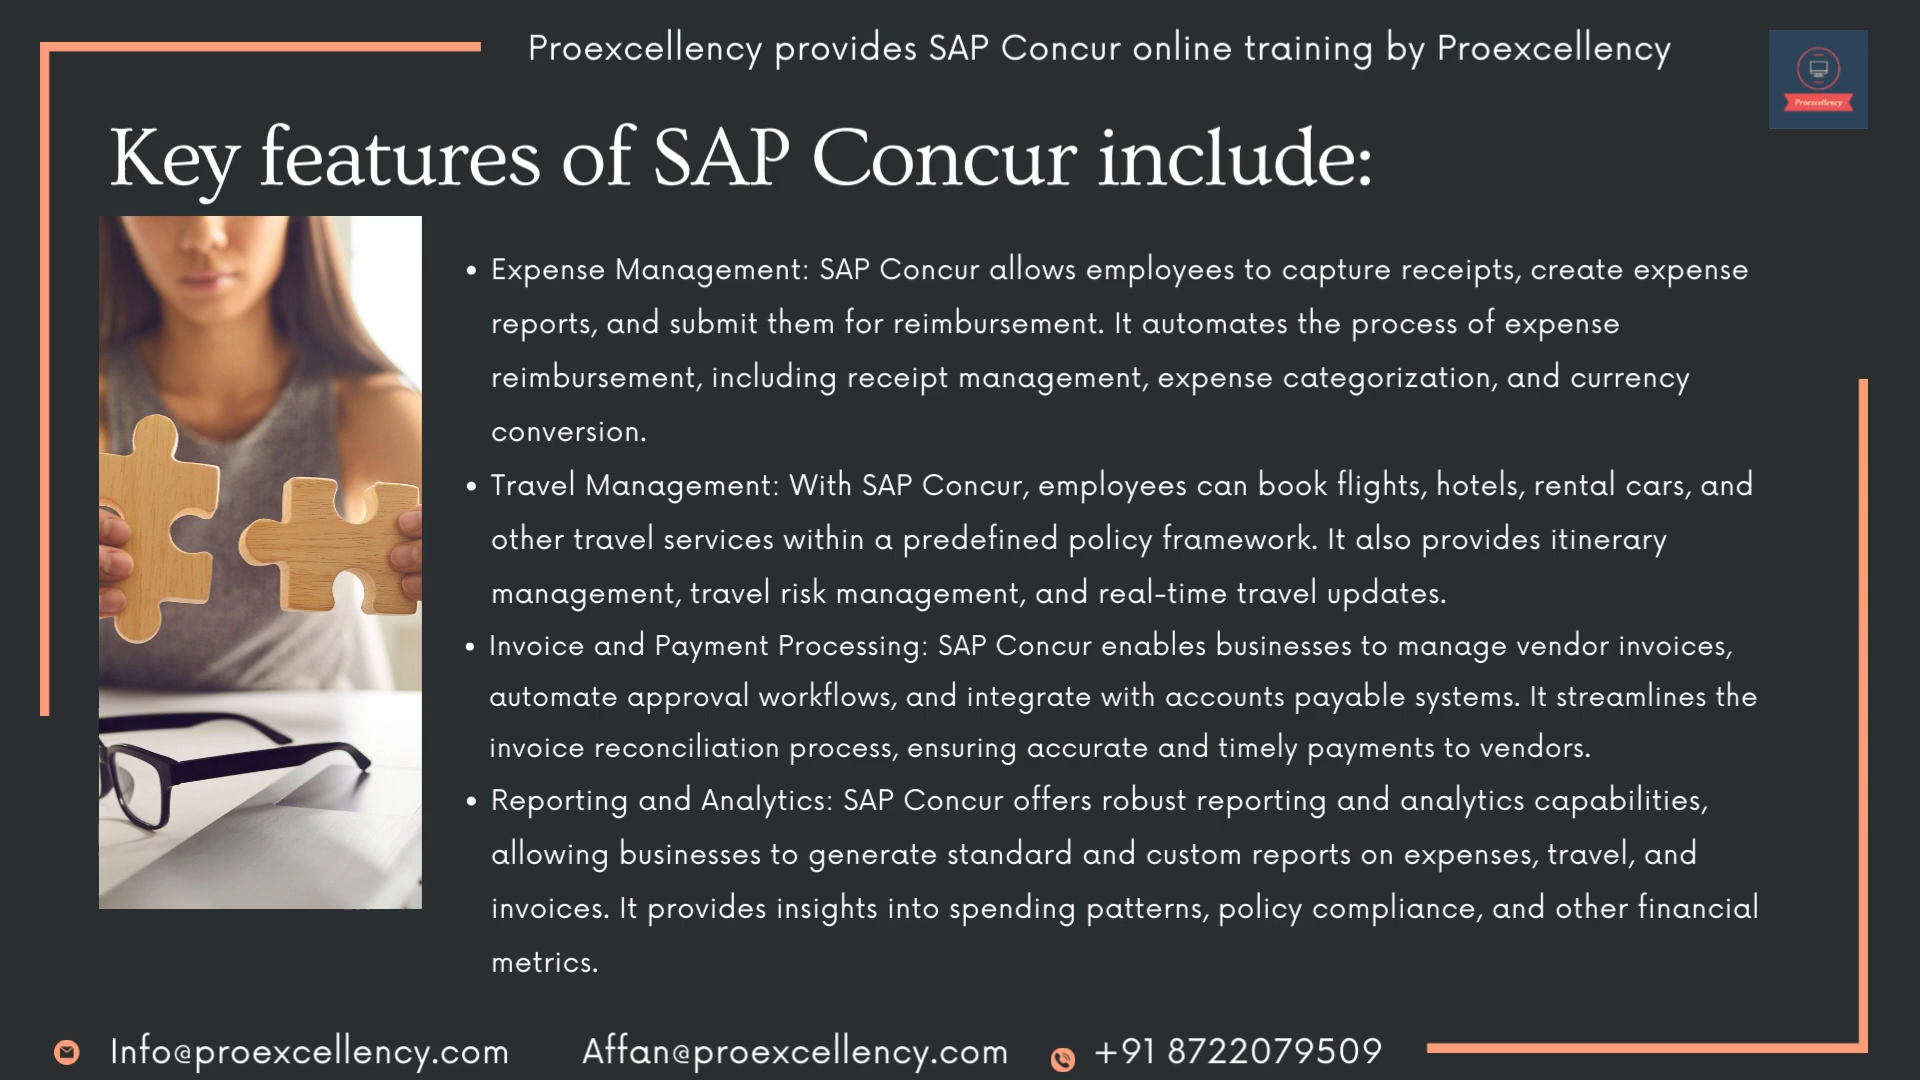 Proexcellency provides SAP Concur online training by Proexcellency
Proexcellency
Key features of SAP Concur include:
• Expense Management: SAP Concur allows employees to capture receipts, create expense
reports, and submit them for reimbursement. It automates the process of expense
reimbursement, including receipt management, expense categorization, and currency
conversion.
• Travel Management: With SAP Concur, employees can book flights, hotels, rental cars, and
other travel services within a predefined policy framework. It also provides itinerary
management, travel risk management, and real-time travel updates.
• Invoice and Payment Processing: SAP Concur enables businesses to manage vendor invoices,
automate approval workflows, and integrate with accounts payable systems. It streamlines the
invoice reconciliation process, ensuring accurate and timely payments to vendors.
• Reporting and Analytics: SAP Concur offers robust reporting and analytics capabilities,
allowing businesses to generate standard and custom reports on expenses, travel, and
invoices. It provides insights into spending patterns, policy compliance, and other financial
metrics.
Info@proexcellency.com Affan@proexcellency.com +91 8722079509